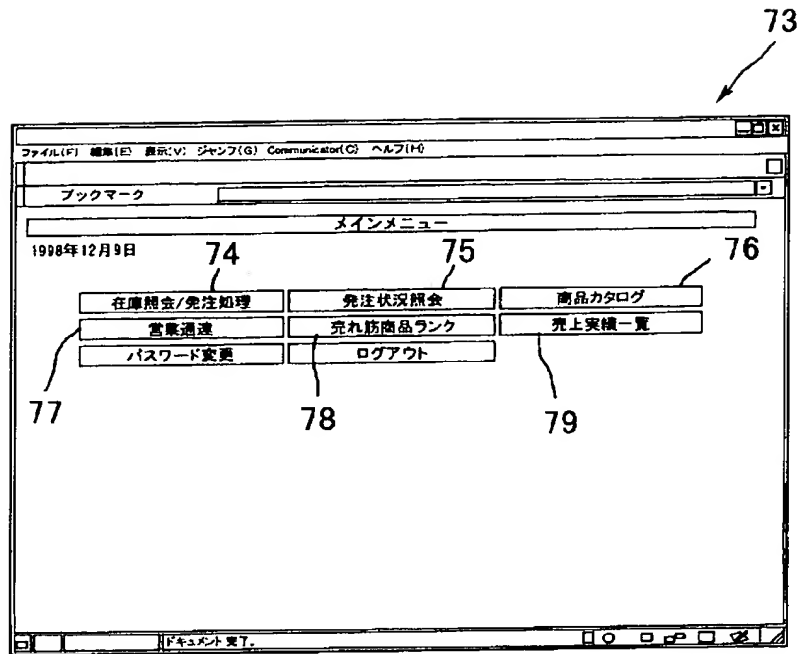 73
ファイル(F) 編集(E) 表示(V) ジャンプ(G) Communicator(C) ヘルプ(H)
ブックマーク
メインメニュー
1998年12月9日
74 75 76
在庫照会/発注処理 発注状況照会 商品カタログ
営業通達 売れ筋商品ランク 売上実績一覧
パスワード変更 ログアウト
77 78 79
ドキュメント完了.